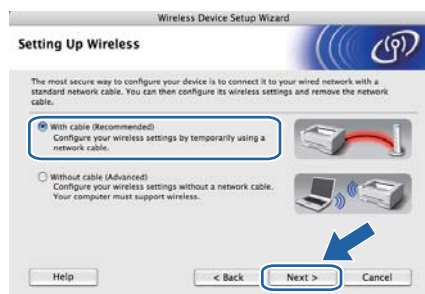 Wireless Device Setup Wizard
Setting Up Wireless
The most secure way to configure your device is to connect it to your wired network with a
standard network cable. You can then configure its wireless settings and remove the network
cable.
With cable (Recommended)
Configure your wireless settings by temporarily using a
network cable.
Without cable (Advanced)
Configure your wireless settings without a network cable.
Your computer must support wireless.
Help
< Back
Next >
Cancel